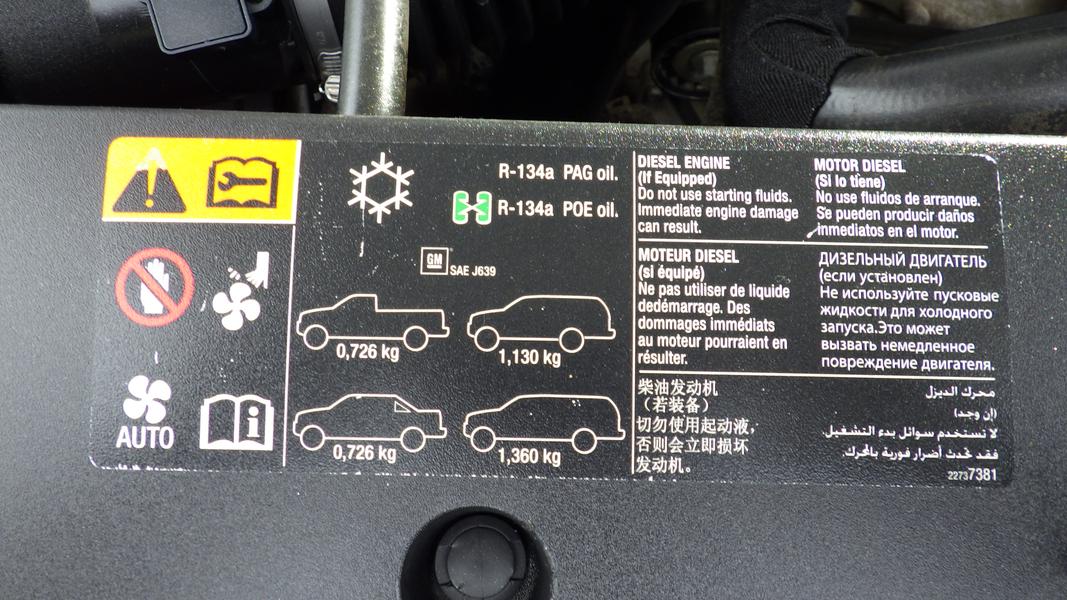 R-134a PAG oil.
R-134a POE oil.
GM
SAE J639
0,726 kg
1,130 kg
0,726 kg
1,360 kg
AUTO
i
DIESEL ENGINE
(If Equipped)
Do not use starting fluids.
Immediate engine damage
can result.
MOTOR DIESEL
(Si lo tiene)
No use fluidos de arranque.
Se pueden producir daños
inmediatos en el motor.
MOTEUR DIESEL
(si équipé)
Ne pas utiliser de liquide
dedémarrage. Des
dommages immédiats
au moteur pourraient en
résulter.
ДИЗЕЛЬНЫЙ ДВИГАТЕЛЬ
(если установлен)
Не используйте пусковые
жидкости для холодного
запуска.Это может
вызвать немедленное
повреждение двигателя.
柴油发动机
（若装备）
切勿使用起动液，
否则会立即损坏
发动机。
محرك الديزل
(إن وجد)
لا تستخدم سوائل بدء التشغيل.
فقد تحدث أضرار فورية بالمحرك.
22737381